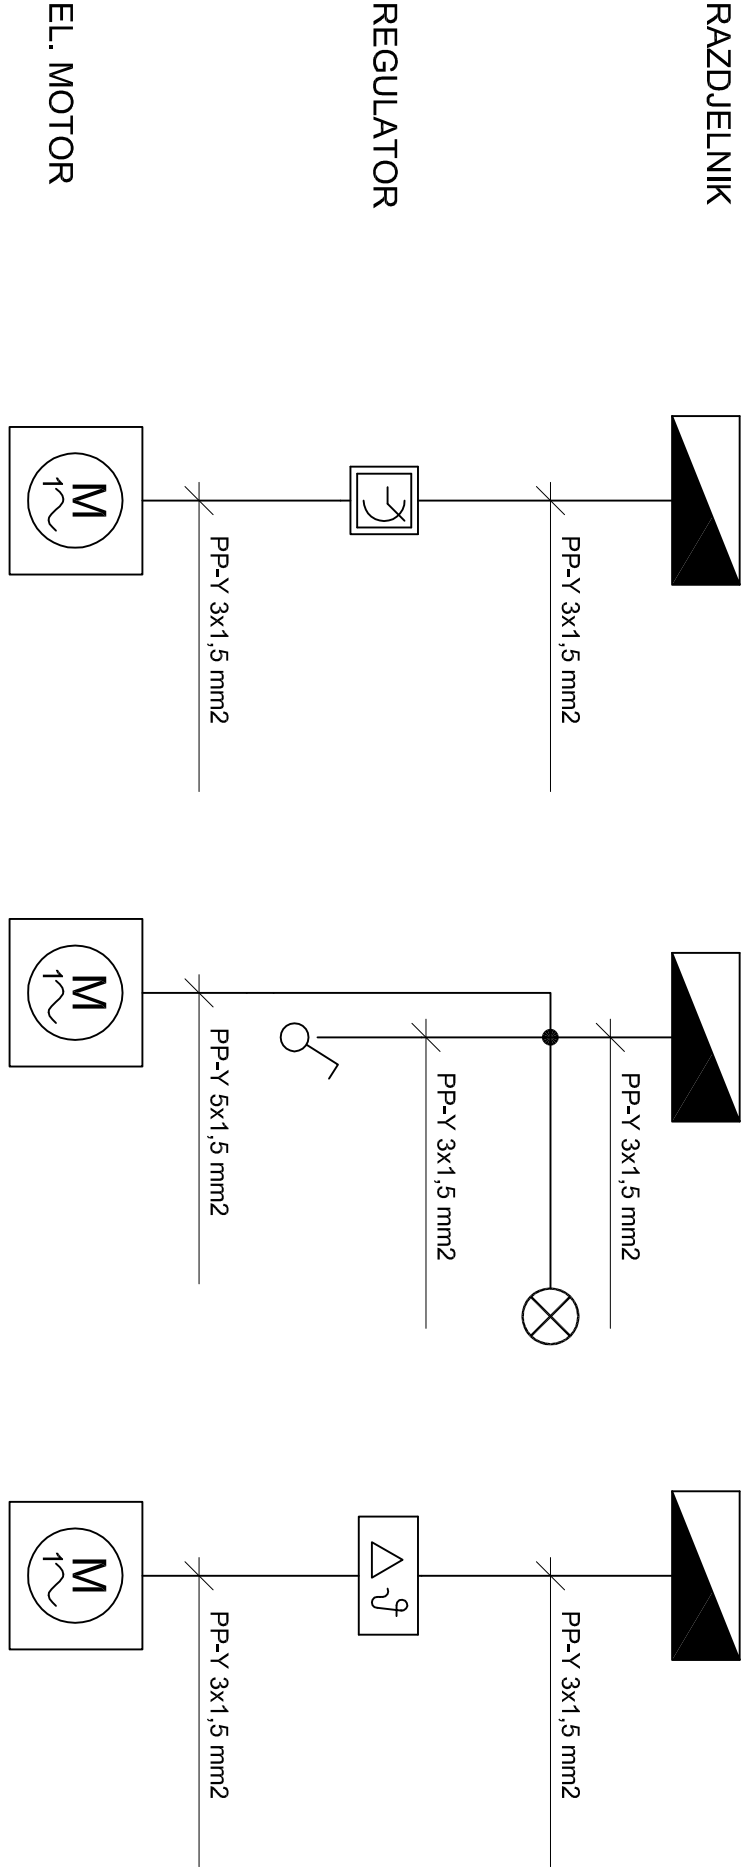 RAZDJELNIK
REGULATOR
EL. MOTOR
PP-Y 3x1,5 mm2
PP-Y 3x1,5 mm2
M
1~
PP-Y 3x1,5 mm2
PP-Y 3x1,5 mm2
PP-Y 5x1,5 mm2
M
1~
PP-Y 3x1,5 mm2
Δϑ
PP-Y 3x1,5 mm2
M
1~